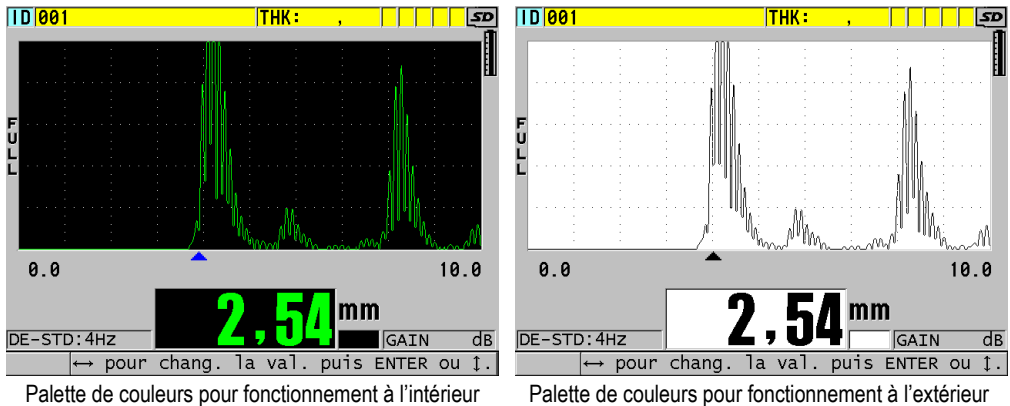 ID 001 THK: , SD
FULL
0.0 10.0
2,54 mm
DE-STD:4Hz GAIN dB
↔ pour chang. la val. puis ENTER ou ↕.
Palette de couleurs pour fonctionnement à l’intérieur
ID 001 THK: , SD
FULL
0.0 10.0
2,54 mm
DE-STD:4Hz GAIN dB
↔ pour chang. la val. puis ENTER ou ↕.
Palette de couleurs pour fonctionnement à l’extérieur